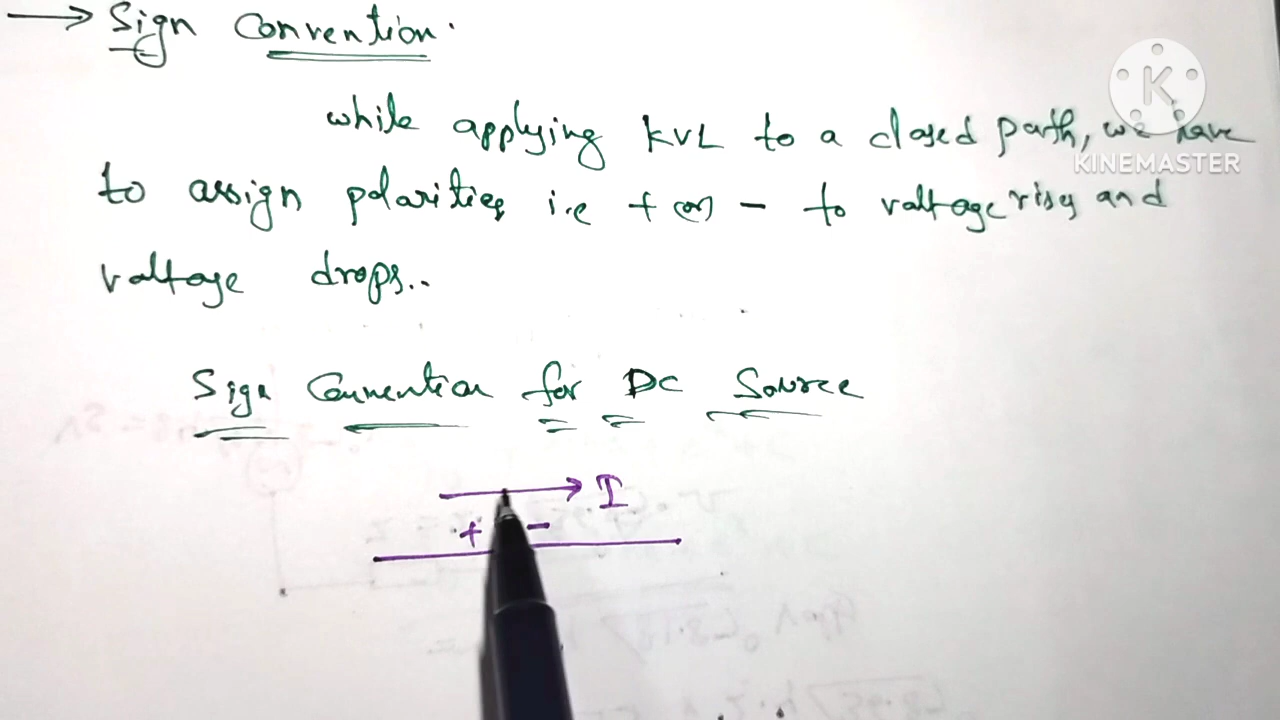 → Sign Convention.
while applying KVL to a closed path, we have
to assign polarities i.e + (or) - to voltage rises and
voltage drops..
Sign Convention for DC Source
→ I
+ -
K
KINEMASTER